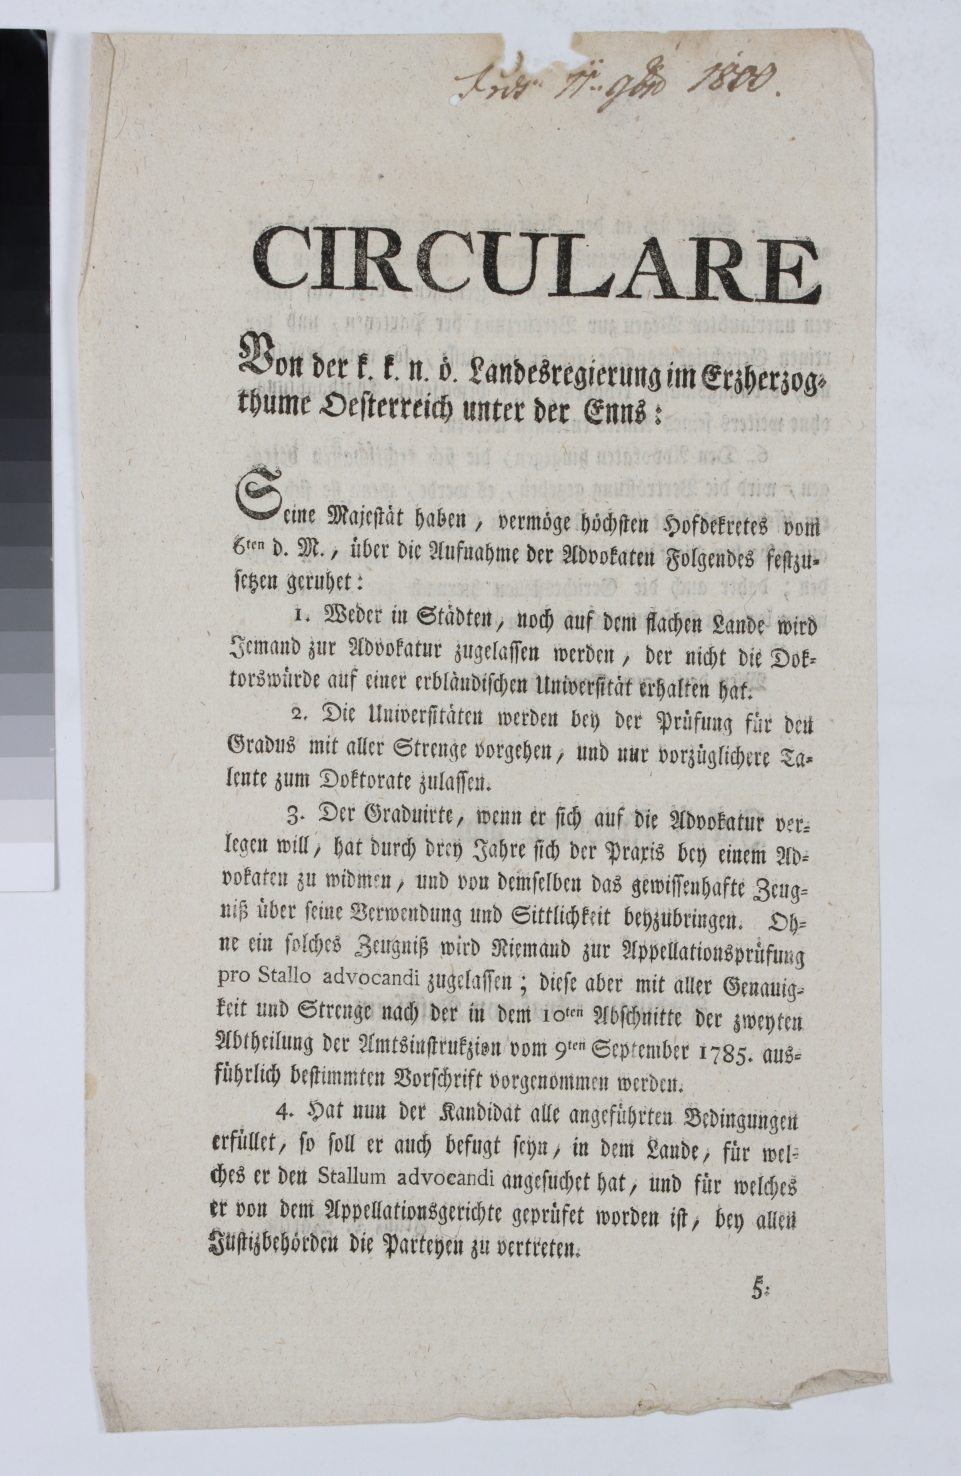 11. 9br 1800.
CIRCULARE
Von der k. k. n. ö. Landesregierung im Erzherzog-
thume Oesterreich unter der Enns:
Seine Majestät haben, vermöge höchsten Hofdekretes vom
6ten d. M., über die Aufnahme der Advokaten Folgendes festzu-
setzen geruhet:
1. Weder in Städten, noch auf dem flachen Lande wird
Jemand zur Advokatur zugelassen werden, der nicht die Dok-
torswürde auf einer erbländischen Universität erhalten hat.
2. Die Universitäten werden bey der Prüfung für den
Gradus mit aller Strenge vorgehen, und nur vorzüglichere Ta-
lente zum Doktorate zulassen.
3. Der Graduirte, wenn er sich auf die Advokatur ver-
legen will, hat durch drey Jahre sich der Praxis bey einem Ad-
vokaten zu widmen, und von demselben das gewissenhafte Zeug-
niß über seine Verwendung und Sittlichkeit beyzubringen. Oh-
ne ein solches Zeugniß wird Niemand zur Appellationsprüfung
pro Stallo advocandi zugelassen; diese aber mit aller Genauig-
keit und Strenge nach der in dem 10ten Abschnitte der zweyten
Abtheilung der Amtsinstrukzion vom 9ten September 1785. aus-
führlich bestimmten Vorschrift vorgenommen werden.
4. Hat nun der Kandidat alle angeführten Bedingungen
erfüllet, so soll er auch befugt seyn, in dem Lande, für wel-
ches er den Stallum advocandi angesuchet hat, und für welches
er von dem Appellationsgerichte geprüfet worden ist, bey allen
Justizbehörden die Parteyen zu vertreten.
5: